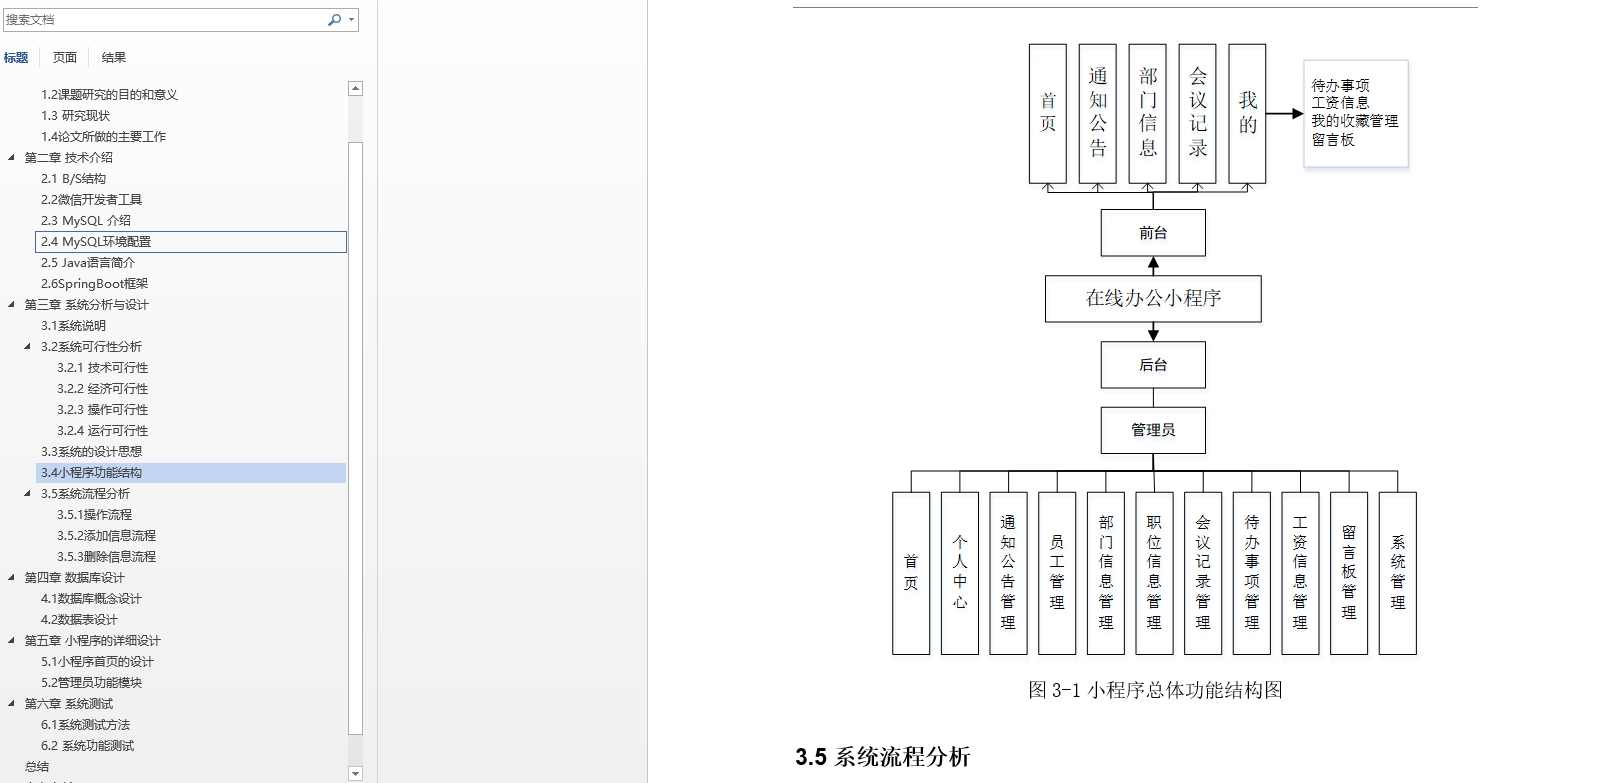 搜索文档
标题
页面
结果
1.2课题研究的目的和意义
1.3 研究现状
1.4论文所做的主要工作
第二章 技术介绍
2.1 B/S结构
2.2微信开发者工具
2.3 MySQL 介绍
2.4 MySQL环境配置
2.5 Java语言简介
2.6SpringBoot框架
第三章 系统分析与设计
3.1系统说明
3.2系统可行性分析
3.2.1 技术可行性
3.2.2 经济可行性
3.2.3 操作可行性
3.2.4 运行可行性
3.3系统的设计思想
3.4小程序功能结构
3.5系统流程分析
3.5.1操作流程
3.5.2添加信息流程
3.5.3删除信息流程
第四章 数据库设计
4.1数据库概念设计
4.2数据表设计
第五章 小程序的详细设计
5.1小程序首页的设计
5.2管理员功能模块
第六章 系统测试
6.1系统测试方法
6.2 系统功能测试
总结
首页
通知公告
部门信息
会议记录
我的
待办事项
工资信息
我的收藏管理
留言板
前台
在线办公小程序
后台
管理员
首页
个人中心
通知公告管理
员工管理
部门信息管理
职位信息管理
会议记录管理
待办事项管理
工资信息管理
留言板管理
系统管理
图 3-1 小程序总体功能结构图
3.5 系统流程分析